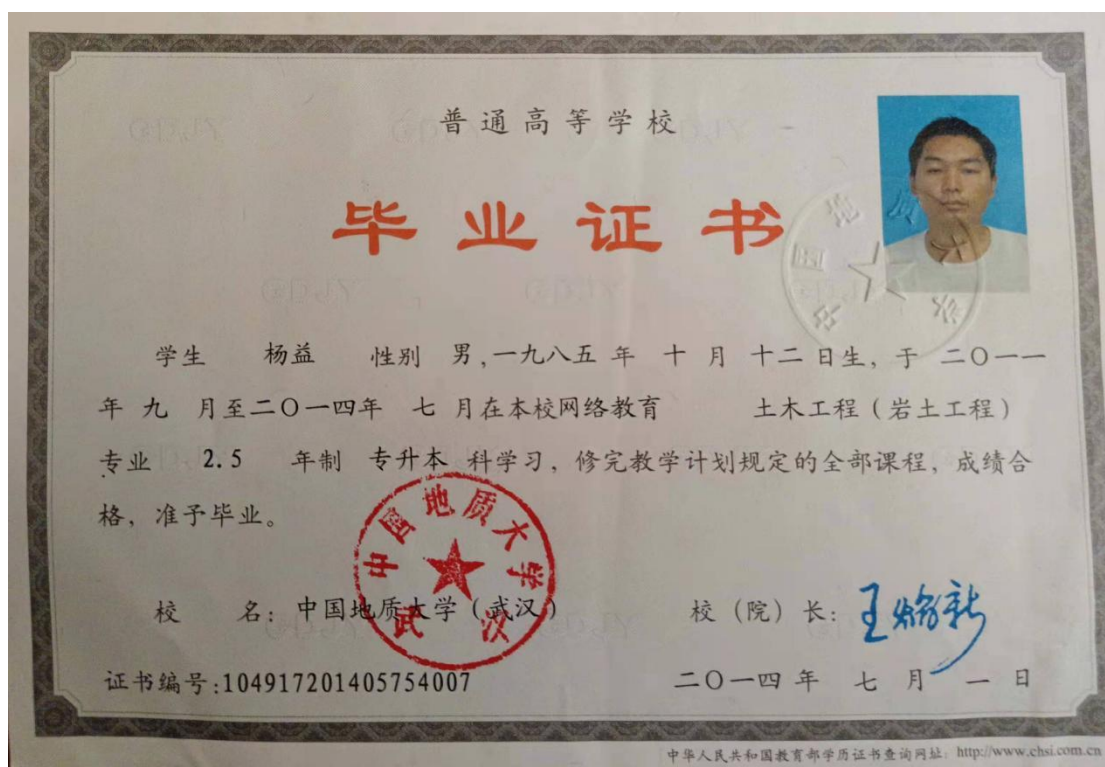 普通高等学校
毕业证书
学生 杨益 性别 男,一九八五 年 十 月 十二 日生, 于 二〇一一
年 九 月至二〇一四年 七 月在本校网络教育 土木工程(岩土工程)
专业 2.5 年制 专升本 科学习, 修完教学计划规定的全部课程, 成绩合
格, 准予毕业。
中国地质大学
武汉
校 名: 中国地质大学(武汉) 校(院)长:
证书编号:104917201405754007 二〇一四 年 七 月 一 日
中华人民共和国教育部学历证书查询网址: http://www.chsi.com.cn